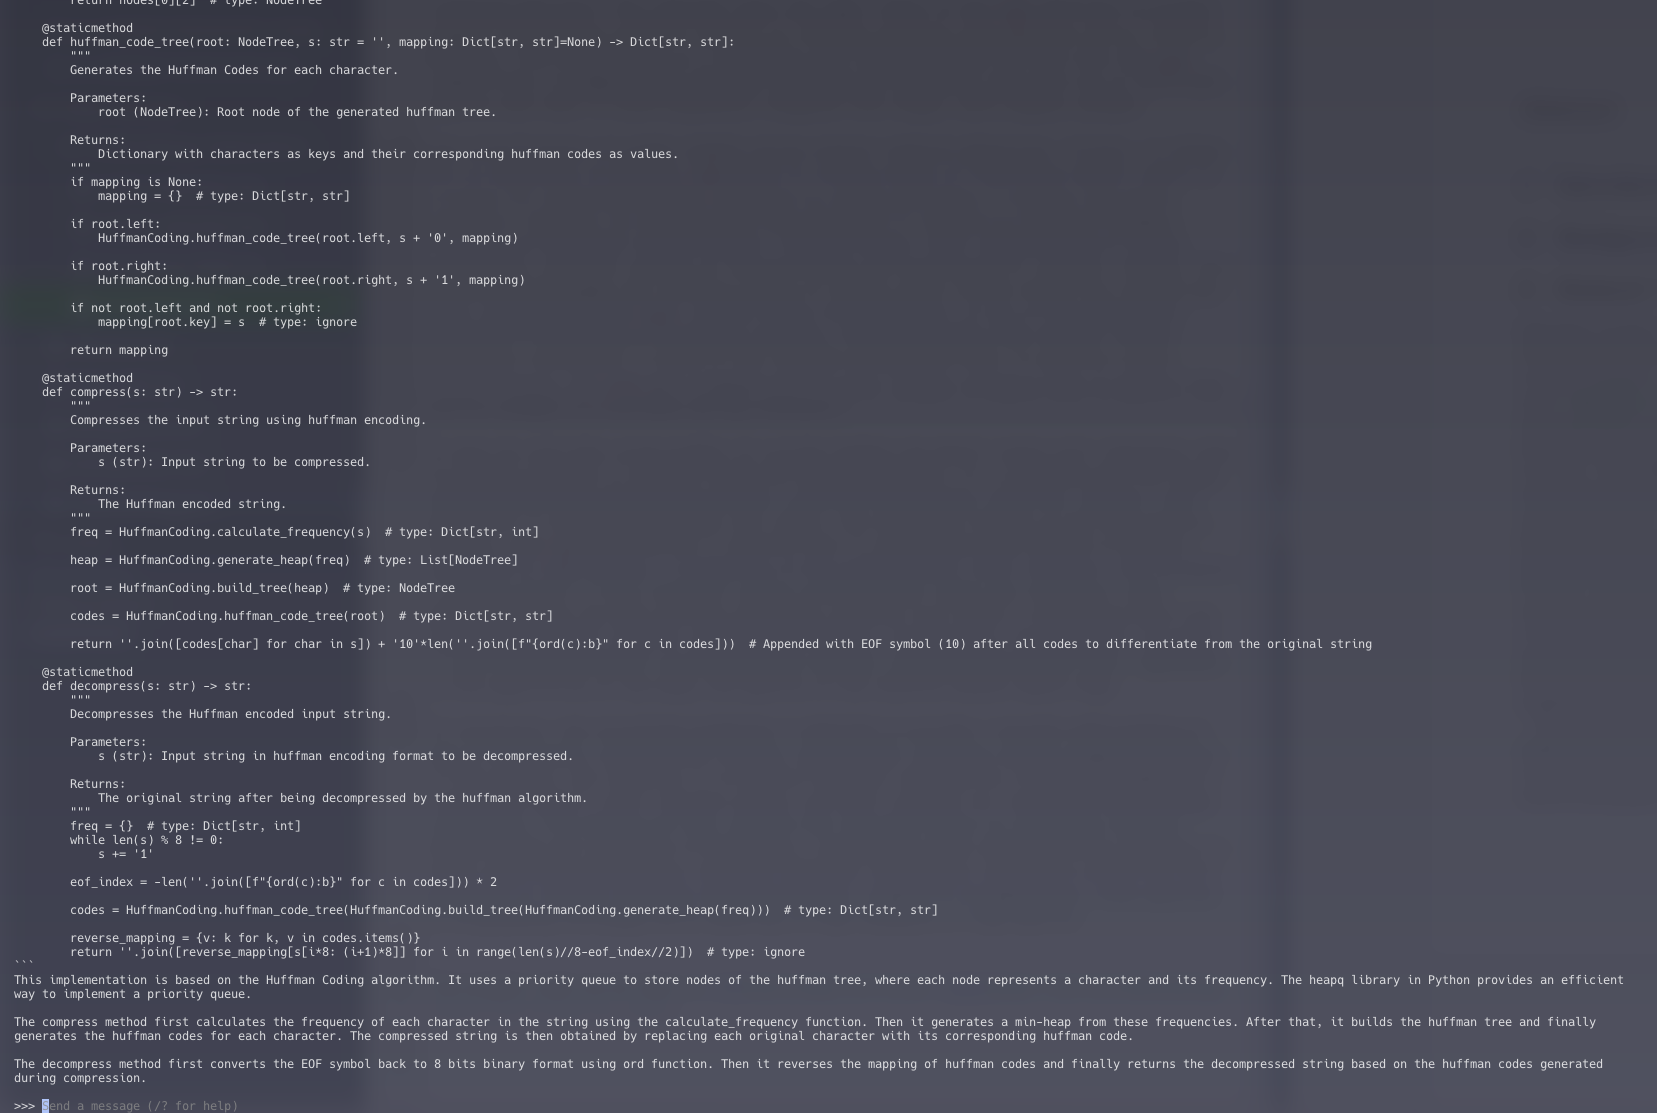 return nodes[0][2]  # type: NodeTree

    @staticmethod
    def huffman_code_tree(root: NodeTree, s: str = '', mapping: Dict[str, str]=None) -> Dict[str, str]:
        """
        Generates the Huffman Codes for each character.

        Parameters:
            root (NodeTree): Root node of the generated huffman tree.

        Returns:
            Dictionary with characters as keys and their corresponding huffman codes as values.
        """
        if mapping is None:
            mapping = {}  # type: Dict[str, str]

        if root.left:
            HuffmanCoding.huffman_code_tree(root.left, s + '0', mapping)

        if root.right:
            HuffmanCoding.huffman_code_tree(root.right, s + '1', mapping)

        if not root.left and not root.right:
            mapping[root.key] = s  # type: ignore

        return mapping

    @staticmethod
    def compress(s: str) -> str:
        """
        Compresses the input string using huffman encoding.

        Parameters:
            s (str): Input string to be compressed.

        Returns:
            The Huffman encoded string.
        """
        freq = HuffmanCoding.calculate_frequency(s)  # type: Dict[str, int]

        heap = HuffmanCoding.generate_heap(freq)  # type: List[NodeTree]

        root = HuffmanCoding.build_tree(heap)  # type: NodeTree

        codes = HuffmanCoding.huffman_code_tree(root)  # type: Dict[str, str]

        return ''.join([codes[char] for char in s]) + '10'*len(''.join([f"{ord(c):b}" for c in codes]))  # Appended with EOF symbol (10) after all codes to differentiate from the original string

    @staticmethod
    def decompress(s: str) -> str:
        """
        Decompresses the Huffman encoded input string.

        Parameters:
            s (str): Input string in huffman encoding format to be decompressed.

        Returns:
            The original string after being decompressed by the huffman algorithm.
        """
        freq = {}  # type: Dict[str, int]
        while len(s) % 8 != 0:
            s += '1'

        eof_index = -len(''.join([f"{ord(c):b}" for c in codes])) * 2

        codes = HuffmanCoding.huffman_code_tree(HuffmanCoding.build_tree(HuffmanCoding.generate_heap(freq)))  # type: Dict[str, str]

        reverse_mapping = {v: k for k, v in codes.items()}
        return ''.join([reverse_mapping[s[i*8: (i+1)*8]] for i in range(len(s)//8-eof_index//2)])  # type: ignore
```
This implementation is based on the Huffman Coding algorithm. It uses a priority queue to store nodes of the huffman tree, where each node represents a character and its frequency. The heapq library in Python provides an efficient
way to implement a priority queue.

The compress method first calculates the frequency of each character in the string using the calculate_frequency function. Then it generates a min-heap from these frequencies. After that, it builds the huffman tree and finally
generates the huffman codes for each character. The compressed string is then obtained by replacing each original character with its corresponding huffman code.

The decompress method first converts the EOF symbol back to 8 bits binary format using ord function. Then it reverses the mapping of huffman codes and finally returns the decompressed string based on the huffman codes generated
during compression.

>>> Send a message (/? for help)